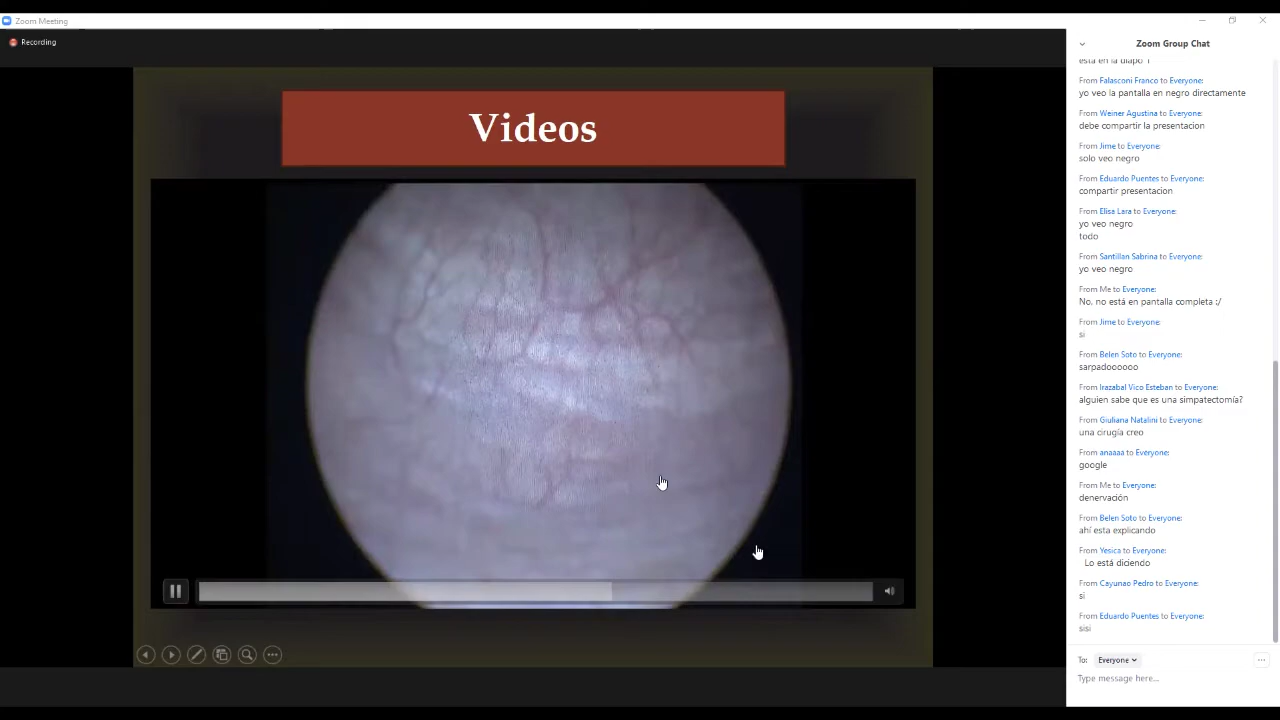 Zoom Meeting
Recording
Videos
Zoom Group Chat
está en la diapo 1
From Falasconi Franco to Everyone:
yo veo la pantalla en negro directamente
From Weiner Agustina to Everyone:
debe compartir la presentacion
From Jime to Everyone:
solo veo negro
From Eduardo Puentes to Everyone:
compartir presentacion
From Elisa Lara to Everyone:
yo veo negro
todo
From Santillan Sabrina to Everyone:
yo veo negro
From Me to Everyone:
No. no está en pantalla completa :/
From Jime to Everyone:
si
From Belen Soto to Everyone:
sarpadoooooo
From Irazabal Vico Esteban to Everyone:
alguien sabe que es una simpatectomía?
From Giuliana Natalini to Everyone:
una cirugía creo
From anaaaa to Everyone:
google
From Me to Everyone:
denervación
From Belen Soto to Everyone:
ahí esta explicando
From Yesica to Everyone:
Lo está diciendo
From Cayunao Pedro to Everyone:
si
From Eduardo Puentes to Everyone:
sisi
To: Everyone
Type message here...